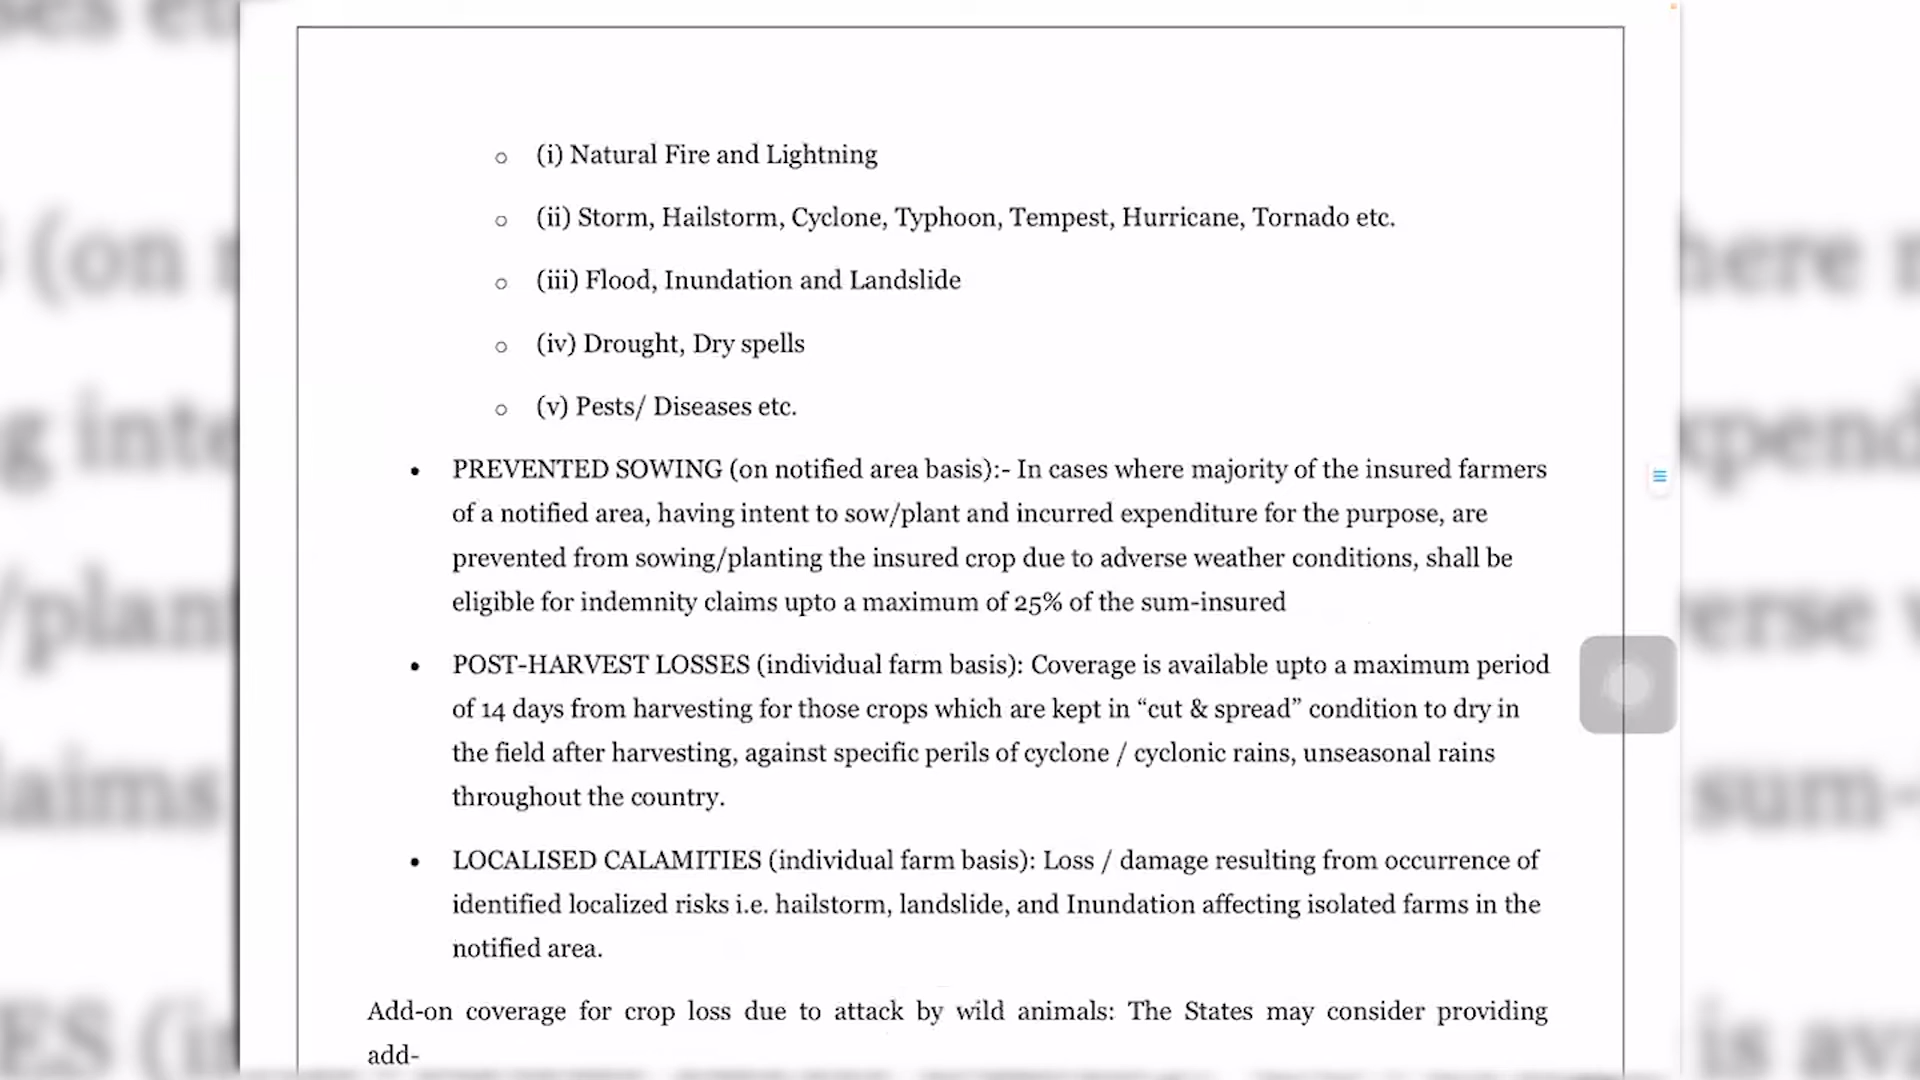 (i) Natural Fire and Lightning
(ii) Storm, Hailstorm, Cyclone, Typhoon, Tempest, Hurricane, Tornado etc.
(iii) Flood, Inundation and Landslide
(iv) Drought, Dry spells
(v) Pests/ Diseases etc.
PREVENTED SOWING (on notified area basis):- In cases where majority of the insured farmers
of a notified area, having intent to sow/plant and incurred expenditure for the purpose, are
prevented from sowing/planting the insured crop due to adverse weather conditions, shall be
eligible for indemnity claims upto a maximum of 25% of the sum-insured
POST-HARVEST LOSSES (individual farm basis): Coverage is available upto a maximum period
of 14 days from harvesting for those crops which are kept in “cut & spread” condition to dry in
the field after harvesting, against specific perils of cyclone / cyclonic rains, unseasonal rains
throughout the country.
LOCALISED CALAMITIES (individual farm basis): Loss / damage resulting from occurrence of
identified localized risks i.e. hailstorm, landslide, and Inundation affecting isolated farms in the
notified area.
Add-on coverage for crop loss due to attack by wild animals: The States may consider providing
add-